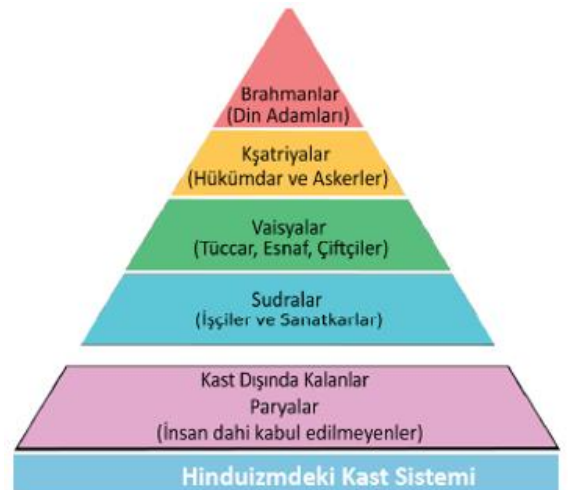 Brahmanlar
(Din Adamları)
Kşatriyalar
(Hükümdar ve Askerler)
Vaisyalar
(Tüccar, Esnaf, Çiftçiler)
Sudralar
(İşçiler ve Sanatkarlar)
Kast Dışında Kalanlar
Paryalar
(İnsan dahi kabul edilmeyenler)
Hinduizmdeki Kast Sistemi